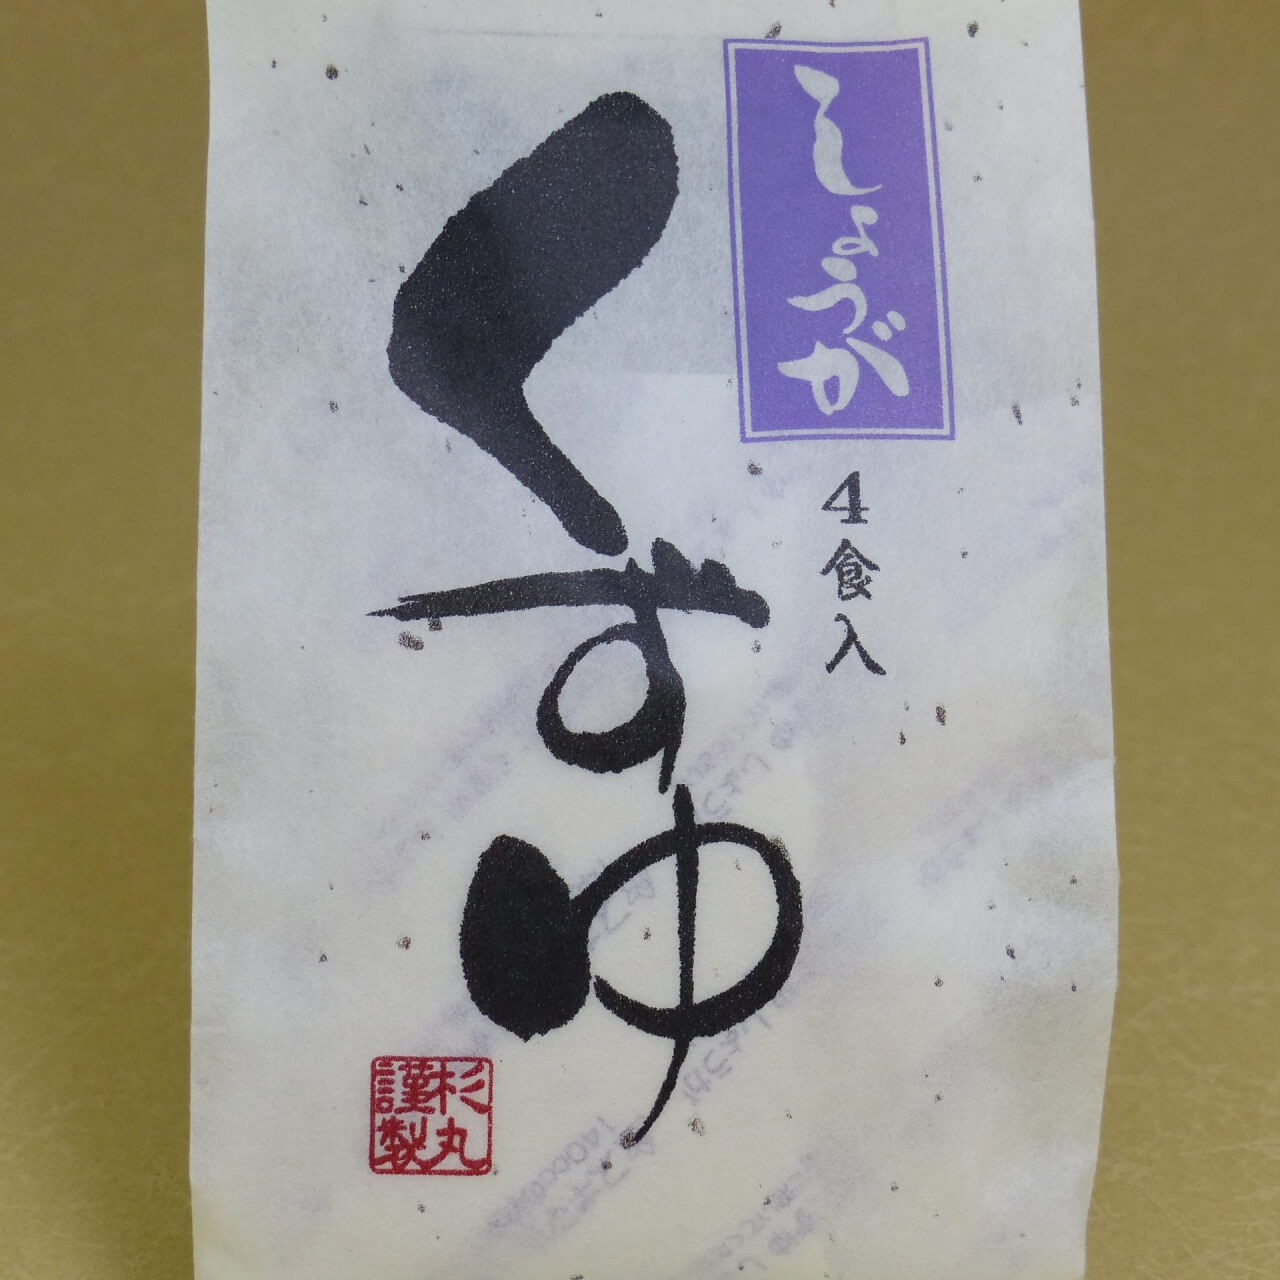 しょうが
4食入
くずゆ
杉丸
謹製